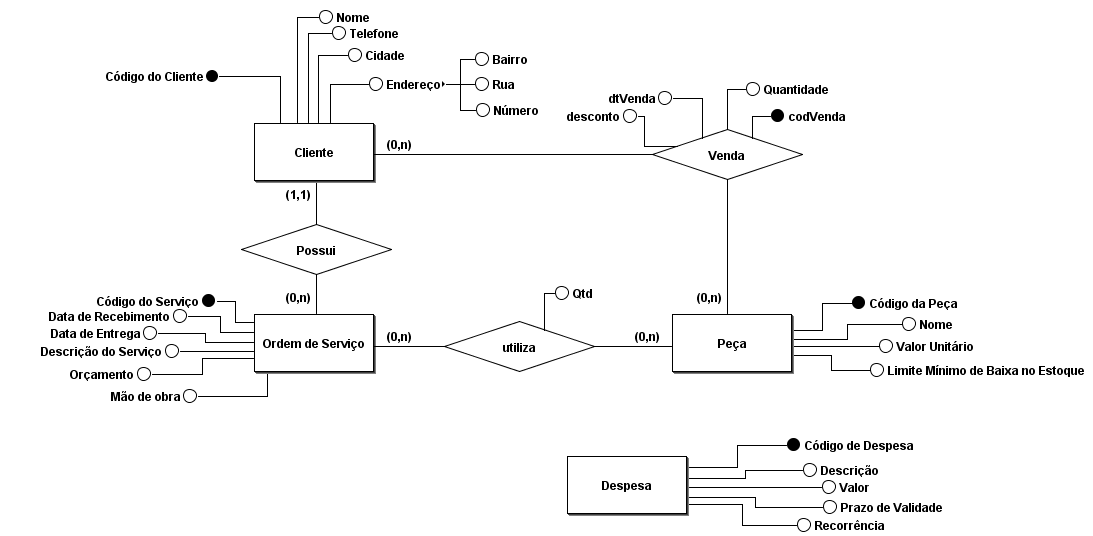 Nome
Telefone
Cidade
Código do Cliente
Endereço
Bairro
Rua
Número
dtVenda
desconto
Quantidade
codVenda
Cliente
(0,n)
Venda
(1,1)
Possui
(0,n)
(0,n)
Código do Serviço
Data de Recebimento
Data de Entrega
Descrição do Serviço
Orçamento
Mão de obra
Ordem de Serviço
(0,n)
Qtd
utiliza
(0,n)
Peça
Código da Peça
Nome
Valor Unitário
Limite Mínimo de Baixa no Estoque
Despesa
Código de Despesa
Descrição
Valor
Prazo de Validade
Recorrência